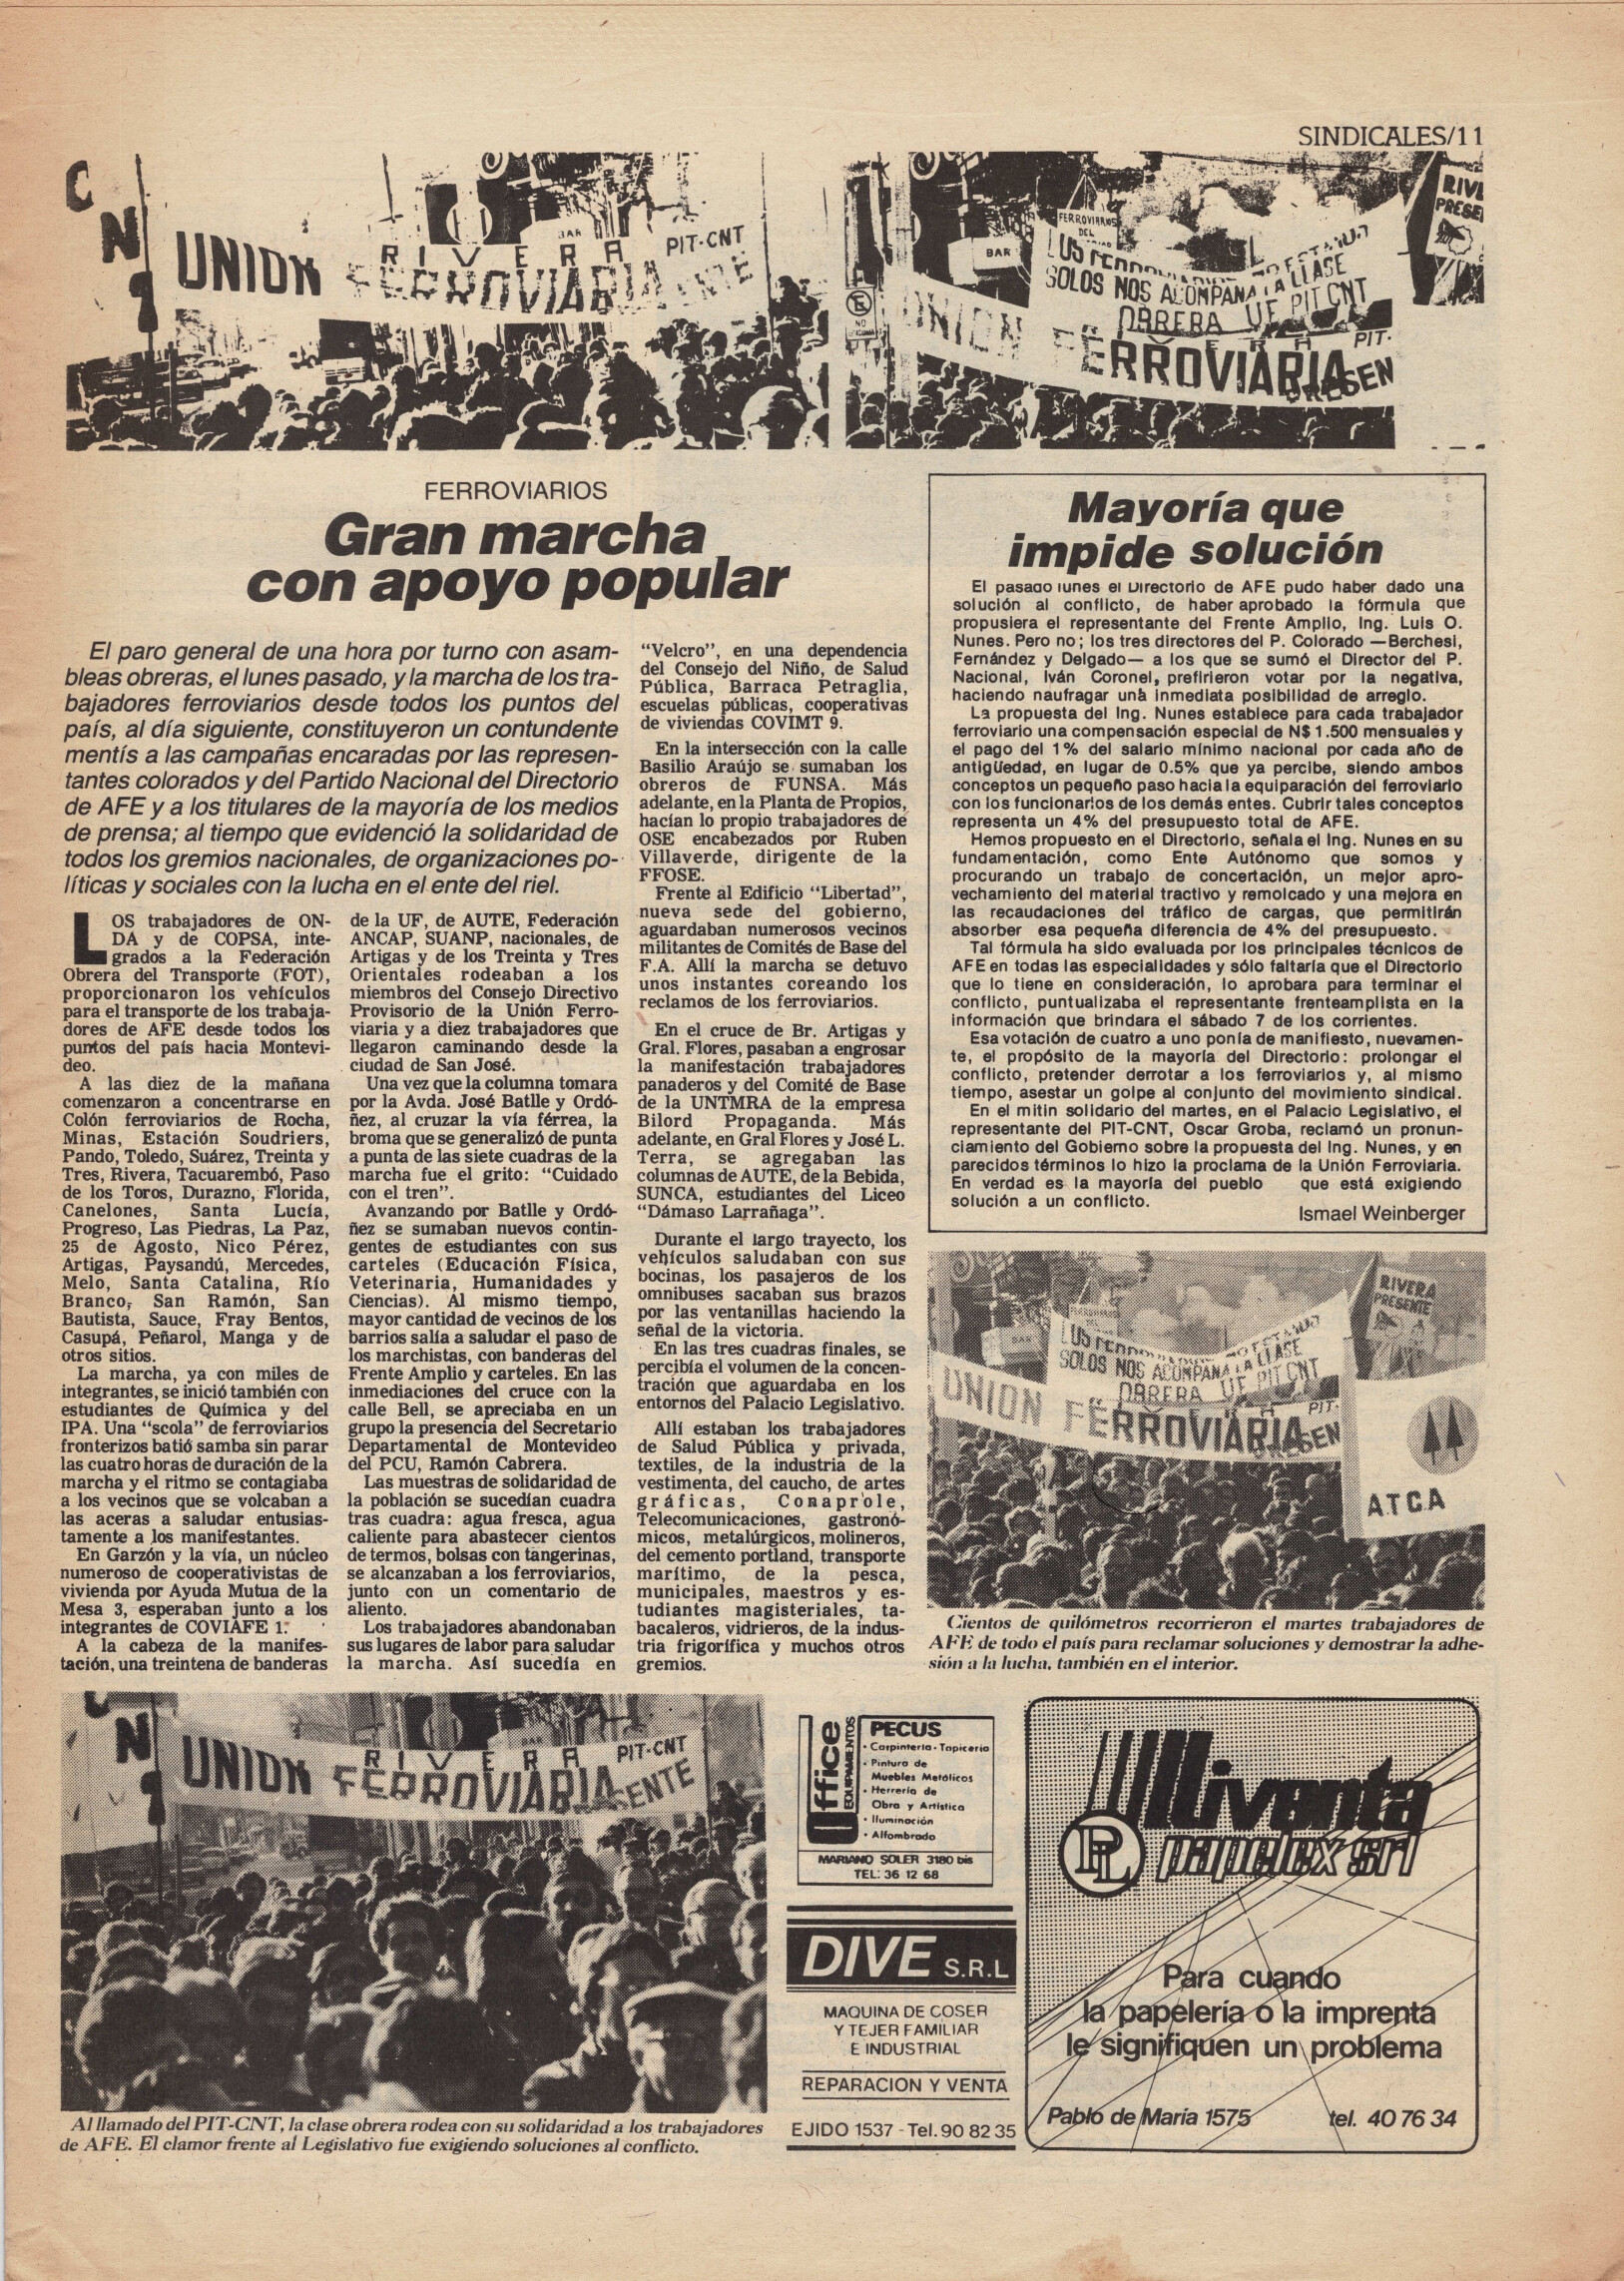 SINDICALES/11
CNT
UNION FERROVIARIA
RIVERA
PIT-CNT
FERROVIARIOS
DEL
BAR
SOLOS NOS ACOMPAÑA LA CLASE
OBRERA UF PIT CNT
UNION FERROVIARIA
PIT-
RIVE
PRESE
FERROVIARIOS
Gran marcha
con apoyo popular
El paro general de una hora por turno con asam-
bleas obreras, el lunes pasado, y la marcha de los tra-
bajadores ferroviarios desde todos los puntos del
país, al día siguiente, constituyeron un contundente
mentís a las campañas encaradas por las represen-
tantes colorados y del Partido Nacional del Directorio
de AFE y a los titulares de la mayoría de los medios
de prensa; al tiempo que evidenció la solidaridad de
todos los gremios nacionales, de organizaciones po-
líticas y sociales con la lucha en el ente del riel.
LOS trabajadores de ON-
DA y de COPSA, inte-
grados a la Federación
Obrera del Transporte (FOT),
proporcionaron los vehículos
para el transporte de los trabaja-
dores de AFE desde todos los
puntos del país hacia Montevi-
deo.
A las diez de la mañana
comenzaron a concentrarse en
Colón ferroviarios de Rocha,
Minas, Estación Soudriers,
Pando, Toledo, Suárez, Treinta y
Tres, Rivera, Tacuarembó, Paso
de los Toros, Durazno, Florida,
Canelones, Santa Lucía,
Progreso, Las Piedras, La Paz,
25 de Agosto, Nico Pérez,
Artigas, Paysandú, Mercedes,
Melo, Santa Catalina, Río
Branco, San Ramón, San
Bautista, Sauce, Fray Bentos,
Casupá, Peñarol, Manga y de
otros sitios.
La marcha, ya con miles de
integrantes, se inició también con
estudiantes de Química y del
IPA. Una "scola" de ferroviarios
fronterizos batió samba sin parar
las cuatro horas de duración de la
marcha y el ritmo se contagiaba
a los vecinos que se volcaban a
las aceras a saludar entusias-
tamente a los manifestantes.
En Garzón y la vía, un núcleo
numeroso de cooperativistas de
vivienda por Ayuda Mutua de la
Mesa 3, esperaban junto a los
integrantes de COVIAFE 1.
A la cabeza de la manifes-
tación, una treintena de banderas
de la UF, de AUTE, Federación
ANCAP, SUANP, nacionales, de
Artigas y de los Treinta y Tres
Orientales rodeaban a los
miembros del Consejo Directivo
Provisorio de la Unión Ferro-
viaria y a diez trabajadores que
llegaron caminando desde la
ciudad de San José.
Una vez que la columna tomara
por la Avda. José Batlle y Ordó-
ñez, al cruzar la vía férrea, la
broma que se generalizó de punta
a punta de las siete cuadras de la
marcha fue el grito: "Cuidado
con el tren".
Avanzando por Batlle y Ordó-
ñez se sumaban nuevos contin-
gentes de estudiantes con sus
carteles (Educación Física,
Veterinaria, Humanidades y
Ciencias). Al mismo tiempo,
mayor cantidad de vecinos de los
barrios salía a saludar el paso de
los marchistas, con banderas del
Frente Amplio y carteles. En las
inmediaciones del cruce con la
calle Bell, se apreciaba en un
grupo la presencia del Secretario
Departamental de Montevideo
del PCU, Ramón Cabrera.
Las muestras de solidaridad de
la población se sucedían cuadra
tras cuadra: agua fresca, agua
caliente para abastecer cientos
de termos, bolsas con tangerinas,
se alcanzaban a los ferroviarios,
junto con un comentario de
aliento.
Los trabajadores abandonaban
sus lugares de labor para saludar
la marcha. Así sucedía en
"Velcro", en una dependencia
del Consejo del Niño, de Salud
Pública, Barraca Petraglia,
escuelas públicas, cooperativas
de viviendas COVIMT 9.
En la intersección con la calle
Basilio Araújo se sumaban los
obreros de FUNSA. Más
adelante, en la Planta de Propios,
hacían lo propio trabajadores de
OSE encabezados por Ruben
Villaverde, dirigente de la
FFOSE.
Frente al Edificio "Libertad",
nueva sede del gobierno,
aguardaban numerosos vecinos
militantes de Comités de Base del
F.A. Allí la marcha se detuvo
unos instantes coreando los
reclamos de los ferroviarios.
En el cruce de Br. Artigas y
Gral. Flores, pasaban a engrosar
la manifestación trabajadores
panaderos y del Comité de Base
de la UNTMRA de la empresa
Bilord Propaganda. Más
adelante, en Gral Flores y José L.
Terra, se agregaban las
columnas de AUTE, de la Bebida,
SUNCA, estudiantes del Liceo
"Dámaso Larrañaga".
Durante el largo trayecto, los
vehículos saludaban con sus
bocinas, los pasajeros de los
omnibuses sacaban sus brazos
por las ventanillas haciendo la
señal de la victoria.
En las tres cuadras finales, se
percibía el volumen de la concen-
tración que aguardaba en los
entornos del Palacio Legislativo.
Allí estaban los trabajadores
de Salud Pública y privada,
textiles, de la industria de la
vestimenta, del caucho, de artes
gráficas, Conaprole,
Telecomunicaciones, gastronó-
micos, metalúrgicos, molineros,
del cemento portland, transporte
marítimo, de la pesca,
municipales, maestros y es-
tudiantes magisteriales, ta-
bacaleros, vidrieros, de la indus-
tria frigorífica y muchos otros
gremios.
Mayoría que
impide solución
El pasado lunes el Directorio de AFE pudo haber dado una
solución al conflicto, de haber aprobado la fórmula que
propusiera el representante del Frente Amplio, Ing. Luis O.
Nunes. Pero no; los tres directores del P. Colorado —Berchesi,
Fernández y Delgado— a los que se sumó el Director del P.
Nacional, Iván Coronel, prefirieron votar por la negativa,
haciendo naufragar una inmediata posibilidad de arreglo.
La propuesta del Ing. Nunes establece para cada trabajador
ferroviario una compensación especial de N$ 1.500 mensuales y
el pago del 1% del salario mínimo nacional por cada año de
antigüedad, en lugar de 0.5% que ya percibe, siendo ambos
conceptos un pequeño paso hacia la equiparación del ferroviario
con los funcionarios de los demás entes. Cubrir tales conceptos
representa un 4% del presupuesto total de AFE.
Hemos propuesto en el Directorio, señala el Ing. Nunes en su
fundamentación, como Ente Autónomo que somos y
procurando un trabajo de concertación, un mejor apro-
vechamiento del material tractivo y remolcado y una mejora en
las recaudaciones del tráfico de cargas, que permitirán
absorber esa pequeña diferencia de 4% del presupuesto.
Tal fórmula ha sido evaluada por los principales técnicos de
AFE en todas las especialidades y sólo faltaría que el Directorio
que lo tiene en consideración, lo aprobara para terminar el
conflicto, puntualizaba el representante frenteamplista en la
información que brindara el sábado 7 de los corrientes.
Esa votación de cuatro a uno ponía de manifiesto, nuevamen-
te, el propósito de la mayoría del Directorio: prolongar el
conflicto, pretender derrotar a los ferroviarios y, al mismo
tiempo, asestar un golpe al conjunto del movimiento sindical.
En el mitin solidario del martes, en el Palacio Legislativo, el
representante del PIT-CNT, Oscar Groba, reclamó un pronun-
ciamiento del Gobierno sobre la propuesta del Ing. Nunes, y en
parecidos términos lo hizo la proclama de la Unión Ferroviaria.
En verdad es la mayoría del pueblo que está exigiendo
solución a un conflicto.
Ismael Weinberger
RIVERA
PRESENTE
BAR
SOLOS NOS ACOMPAÑA LA CLASE
OBRERA UF PIT CNT
UNION FERROVIARIA
PIT-
A.T.C.A
Cientos de quilómetros recorrieron el martes trabajadores de
AFE de todo el país para reclamar soluciones y demostrar la adhe-
sión a la lucha, también en el interior.
RIVERA PIT-CNT
UNION FERROVIARIA
Al llamado del PIT-CNT, la clase obrera rodea con su solidaridad a los trabajadores
de AFE. El clamor frente al Legislativo fue exigiendo soluciones al conflicto.
Office
EQUIPAMIENTOS
PECUS
• Carpintería - Tapicería
• Pintura de
Muebles Metálicos
• Herrería de
Obra y Artística
• Iluminación
• Alfombrado
MARIANO SOLER 3180 bis
TEL: 36 12 68
DIVE S.R.L
MAQUINA DE COSER
Y TEJER FAMILIAR
E INDUSTRIAL
REPARACION Y VENTA
EJIDO 1537 - Tel. 90 82 35
Livanta
PL papelex srl
Para cuando
la papelería o la imprenta
le signifiquen un problema
Pablo de María 1575 tel. 40 76 34